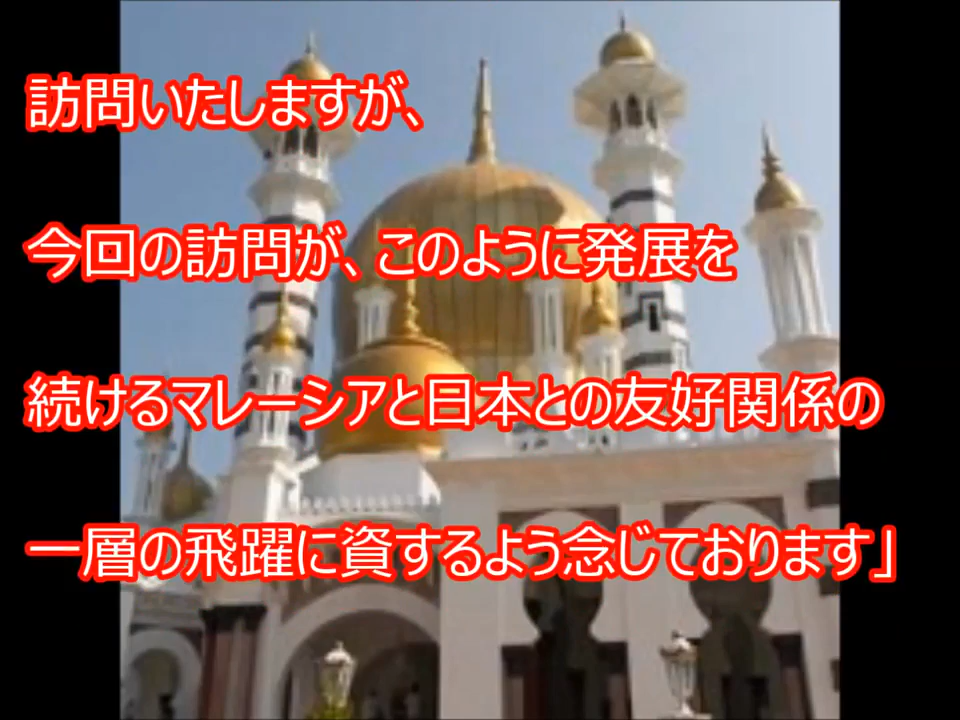 訪問いたしますが、
今回の訪問が、このように発展を
続けるマレーシアと日本との友好関係の
一層の飛躍に資するよう念じております」